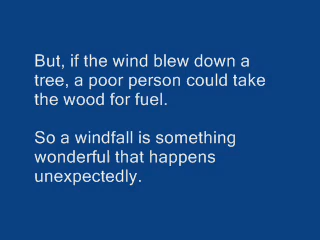 But, if the wind blew down a
tree, a poor person could take
the wood for fuel.
So a windfall is something
wonderful that happens
unexpectedly.